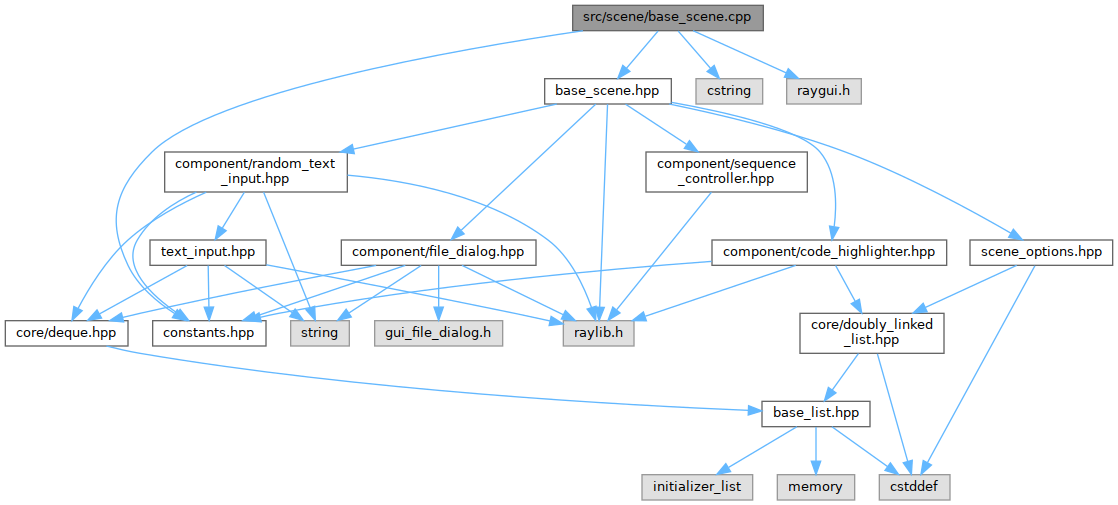 src/scene/base_scene.cpp
base_scene.hpp
cstring
raygui.h
component/random_text
_input.hpp
component/sequence
_controller.hpp
text_input.hpp
component/file_dialog.hpp
component/code_highlighter.hpp
scene_options.hpp
core/deque.hpp
constants.hpp
string
gui_file_dialog.h
raylib.h
core/doubly_linked
_list.hpp
base_list.hpp
initializer_list
memory
cstddef